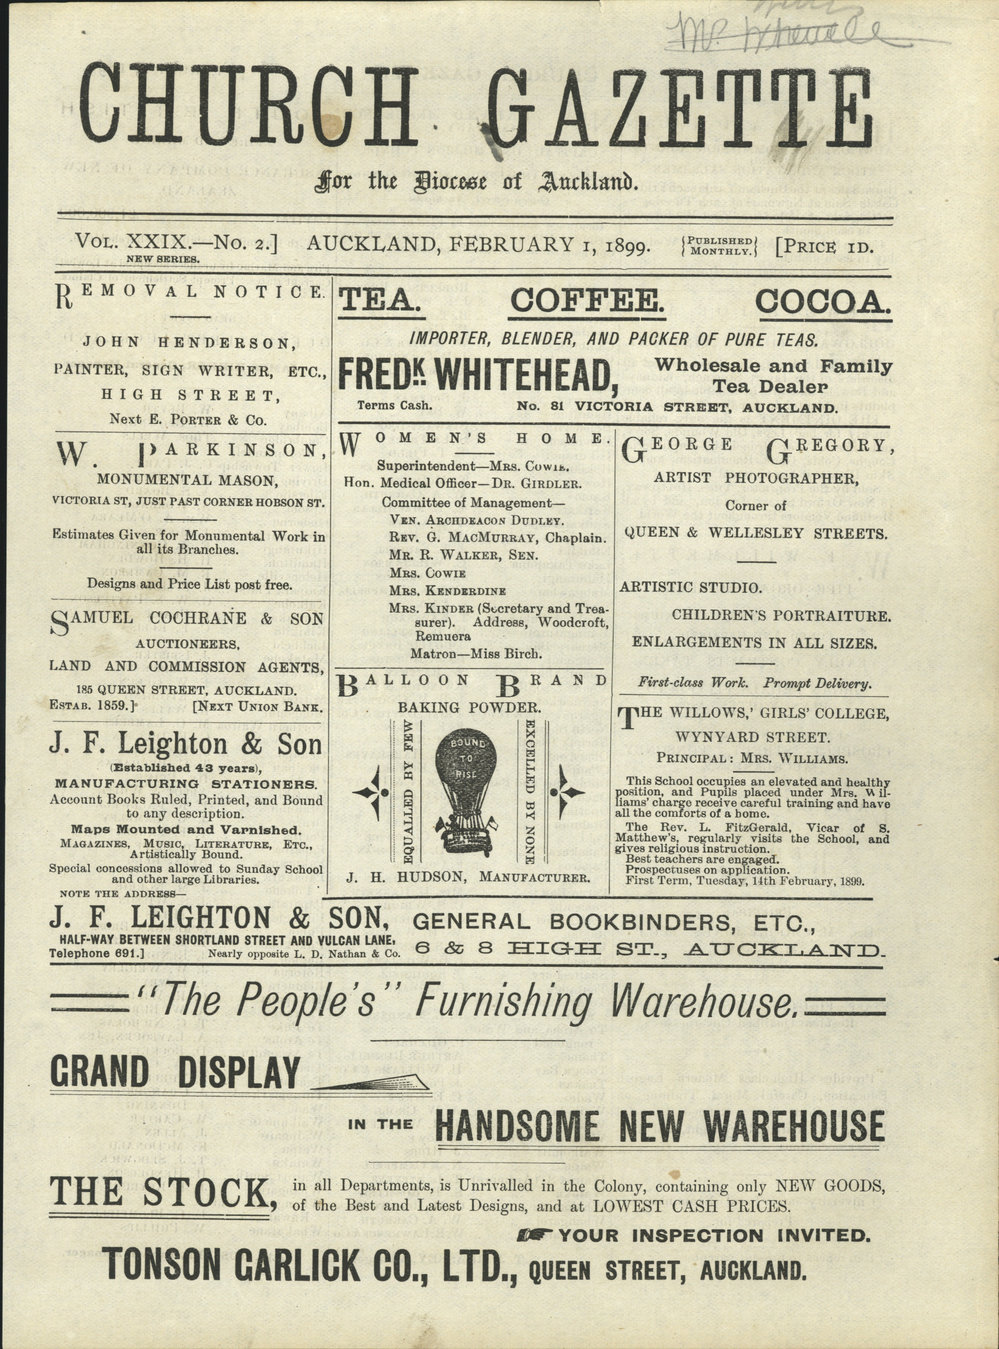 Mr. Whewell
CHURCH GAZETTE
For the Diocese of Auckland.
VOL. XXIX.—NO. 2.] AUCKLAND, FEBRUARY 1, 1899. {PUBLISHED MONTHLY.} [PRICE 1D.
NEW SERIES.
REMOVAL NOTICE.
JOHN HENDERSON,
PAINTER, SIGN WRITER, ETC.,
HIGH STREET,
Next E. PORTER & Co.
W. PARKINSON,
MONUMENTAL MASON,
VICTORIA ST, JUST PAST CORNER HOBSON ST.
Estimates Given for Monumental Work in
all its Branches.
Designs and Price List post free.
SAMUEL COCHRANE & SON
AUCTIONEERS,
LAND AND COMMISSION AGENTS,
185 QUEEN STREET, AUCKLAND.
ESTAB. 1859.] [NEXT UNION BANK.
J. F. Leighton & Son
(Established 43 years),
MANUFACTURING STATIONERS.
Account Books Ruled, Printed, and Bound
to any description.
Maps Mounted and Varnished.
MAGAZINES, MUSIC, LITERATURE, ETC.,
Artistically Bound.
Special concessions allowed to Sunday School
and other large Libraries.
NOTE THE ADDRESS—
TEA. COFFEE. COCOA.
IMPORTER, BLENDER, AND PACKER OF PURE TEAS.
FREDK. WHITEHEAD,
Wholesale and Family
Tea Dealer
Terms Cash. No. 81 VICTORIA STREET, AUCKLAND.
WOMEN'S HOME.
Superintendent—MRS. COWIE.
Hon. Medical Officer—DR. GIRDLER.
Committee of Management—
VEN. ARCHDEACON DUDLEY.
REV. G. MACMURRAY, Chaplain.
MR. R. WALKER, SEN.
MRS. COWIE
MRS. KENDERDINE
MRS. KINDER (Secretary and Trea-
surer). Address, Woodcroft,
Remuera
Matron—Miss Birch.
BALLOON BRAND
BAKING POWDER.
EQUALLED BY FEW
BOUND
TO
RISE
EXCELLED BY NONE
J. H. HUDSON, MANUFACTURER.
GEORGE GREGORY,
ARTIST PHOTOGRAPHER,
Corner of
QUEEN & WELLESLEY STREETS.
ARTISTIC STUDIO.
CHILDREN'S PORTRAITURE.
ENLARGEMENTS IN ALL SIZES.
First-class Work. Prompt Delivery.
THE WILLOWS,' GIRLS' COLLEGE,
WYNYARD STREET.
PRINCIPAL: MRS. WILLIAMS.
This School occupies an elevated and healthy
position, and Pupils placed under Mrs. Wil-
liams' charge receive careful training and have
all the comforts of a home.
The Rev. L. FitzGerald, Vicar of S.
Matthew's, regularly visits the School, and
gives religious instruction.
Best teachers are engaged.
Prospectuses on application.
First Term, Tuesday, 14th February, 1899.
J. F. LEIGHTON & SON, GENERAL BOOKBINDERS, ETC.,
HALF-WAY BETWEEN SHORTLAND STREET AND VULCAN LANE,
Telephone 691.] Nearly opposite L. D. Nathan & Co.
6 & 8 HIGH ST., AUCKLAND.
"The People's" Furnishing Warehouse.
GRAND DISPLAY
IN THE HANDSOME NEW WAREHOUSE
THE STOCK, in all Departments, is Unrivalled in the Colony, containing only NEW GOODS,
of the Best and Latest Designs, and at LOWEST CASH PRICES.
YOUR INSPECTION INVITED.
TONSON GARLICK CO., LTD., QUEEN STREET, AUCKLAND.